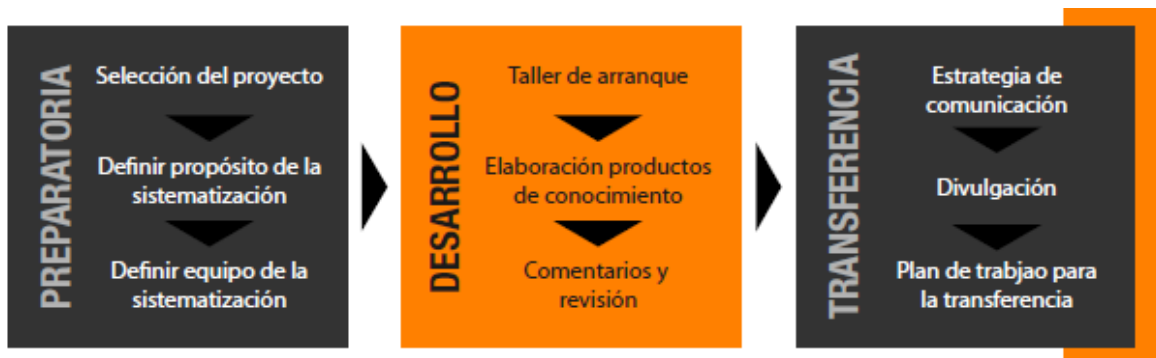 PREPARATORIA
Selección del proyecto
Definir propósito de la
sistematización
Definir equipo de la
sistematización
DESARROLLO
Taller de arranque
Elaboración productos
de conocimiento
Comentarios y
revisión
TRANSFERENCIA
Estrategia de
comunicación
Divulgación
Plan de trabjao para
la transferencia